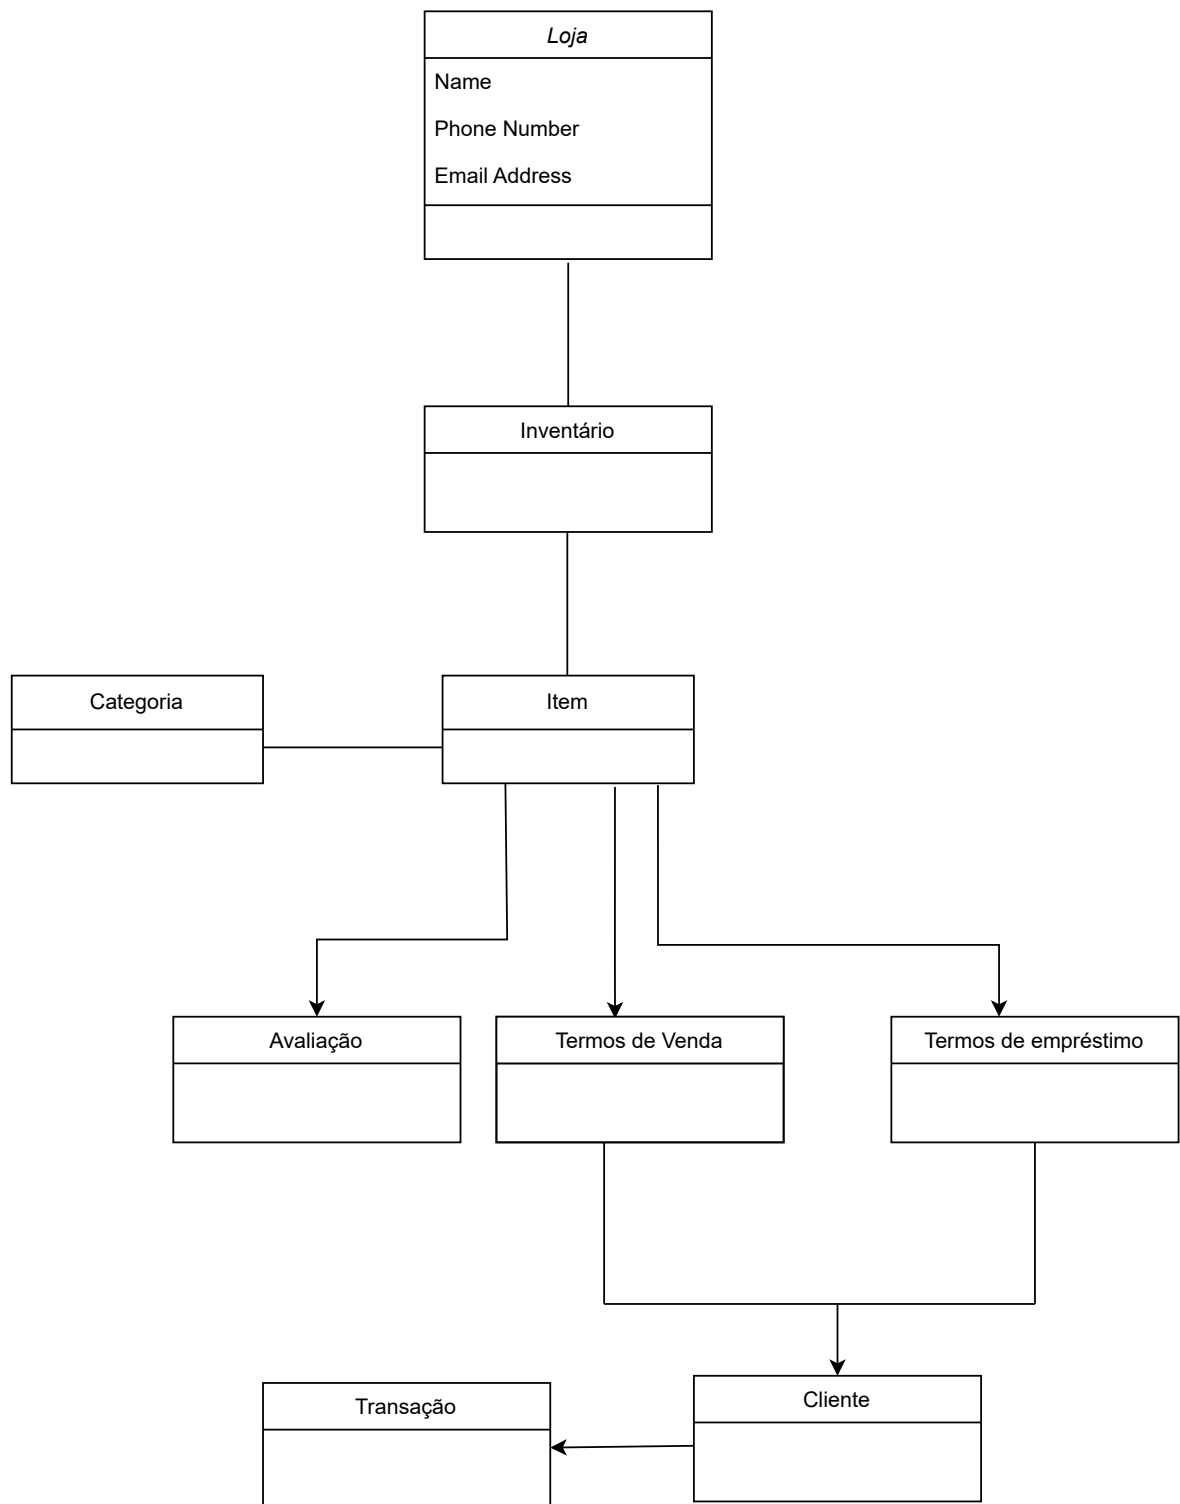 Loja
Name
Phone Number
Email Address
Inventário
Categoria
Item
Avaliação
Termos de Venda
Termos de empréstimo
Cliente
Transação